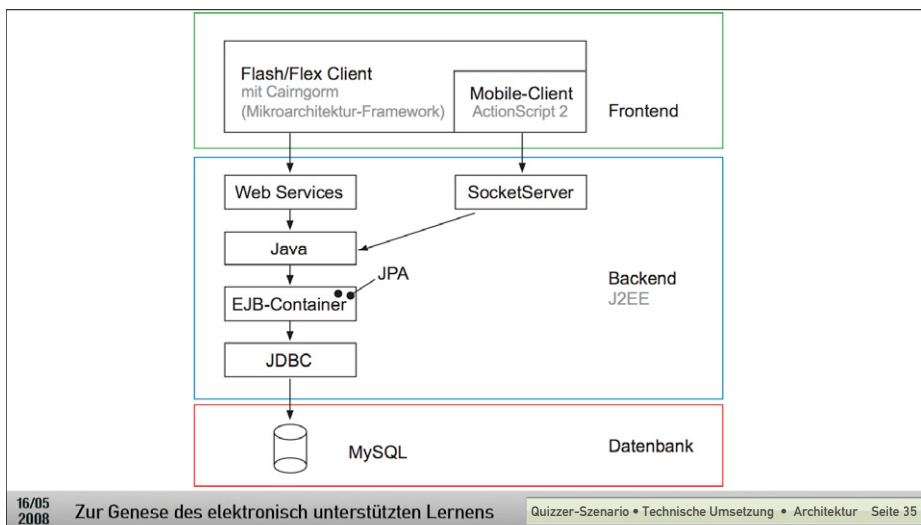 Flash/Flex Client
mit Cairngorm
(Mikroarchitektur-Framework)
Mobile-Client
ActionScript 2
Frontend
Web Services
SocketServer
Java
JPA
EJB-Container
Backend
J2EE
JDBC
MySQL
Datenbank
16/05
2008
Zur Genese des elektronisch unterstützten Lernens
Quizzer-Szenario • Technische Umsetzung • Architektur Seite 35